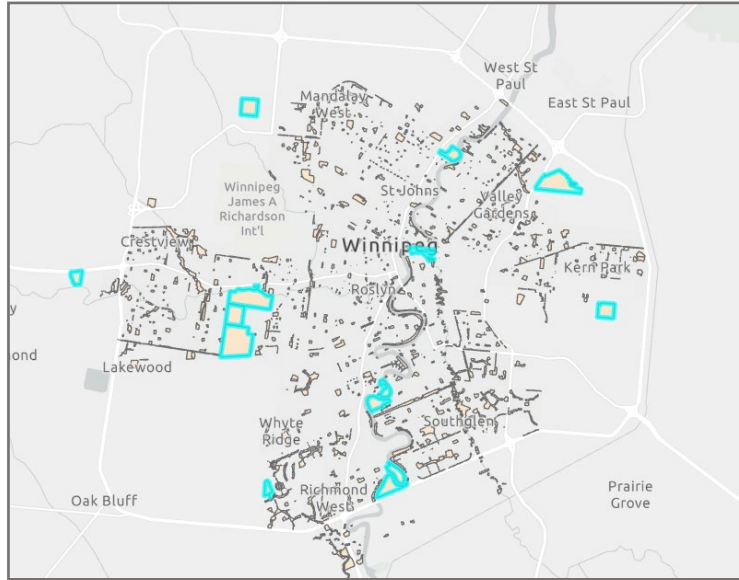 West St
Paul
Mandalay
West
East St Paul
Winnipeg
James A
Richardson
Int'l
St Johns
Valley
Gardens
Crestview
Winnipeg
Kern Park
Roslyn
y
ond
Lakewood
Whyte
Ridge
Southglen
Oak Bluff
Richmond
West
Prairie
Grove